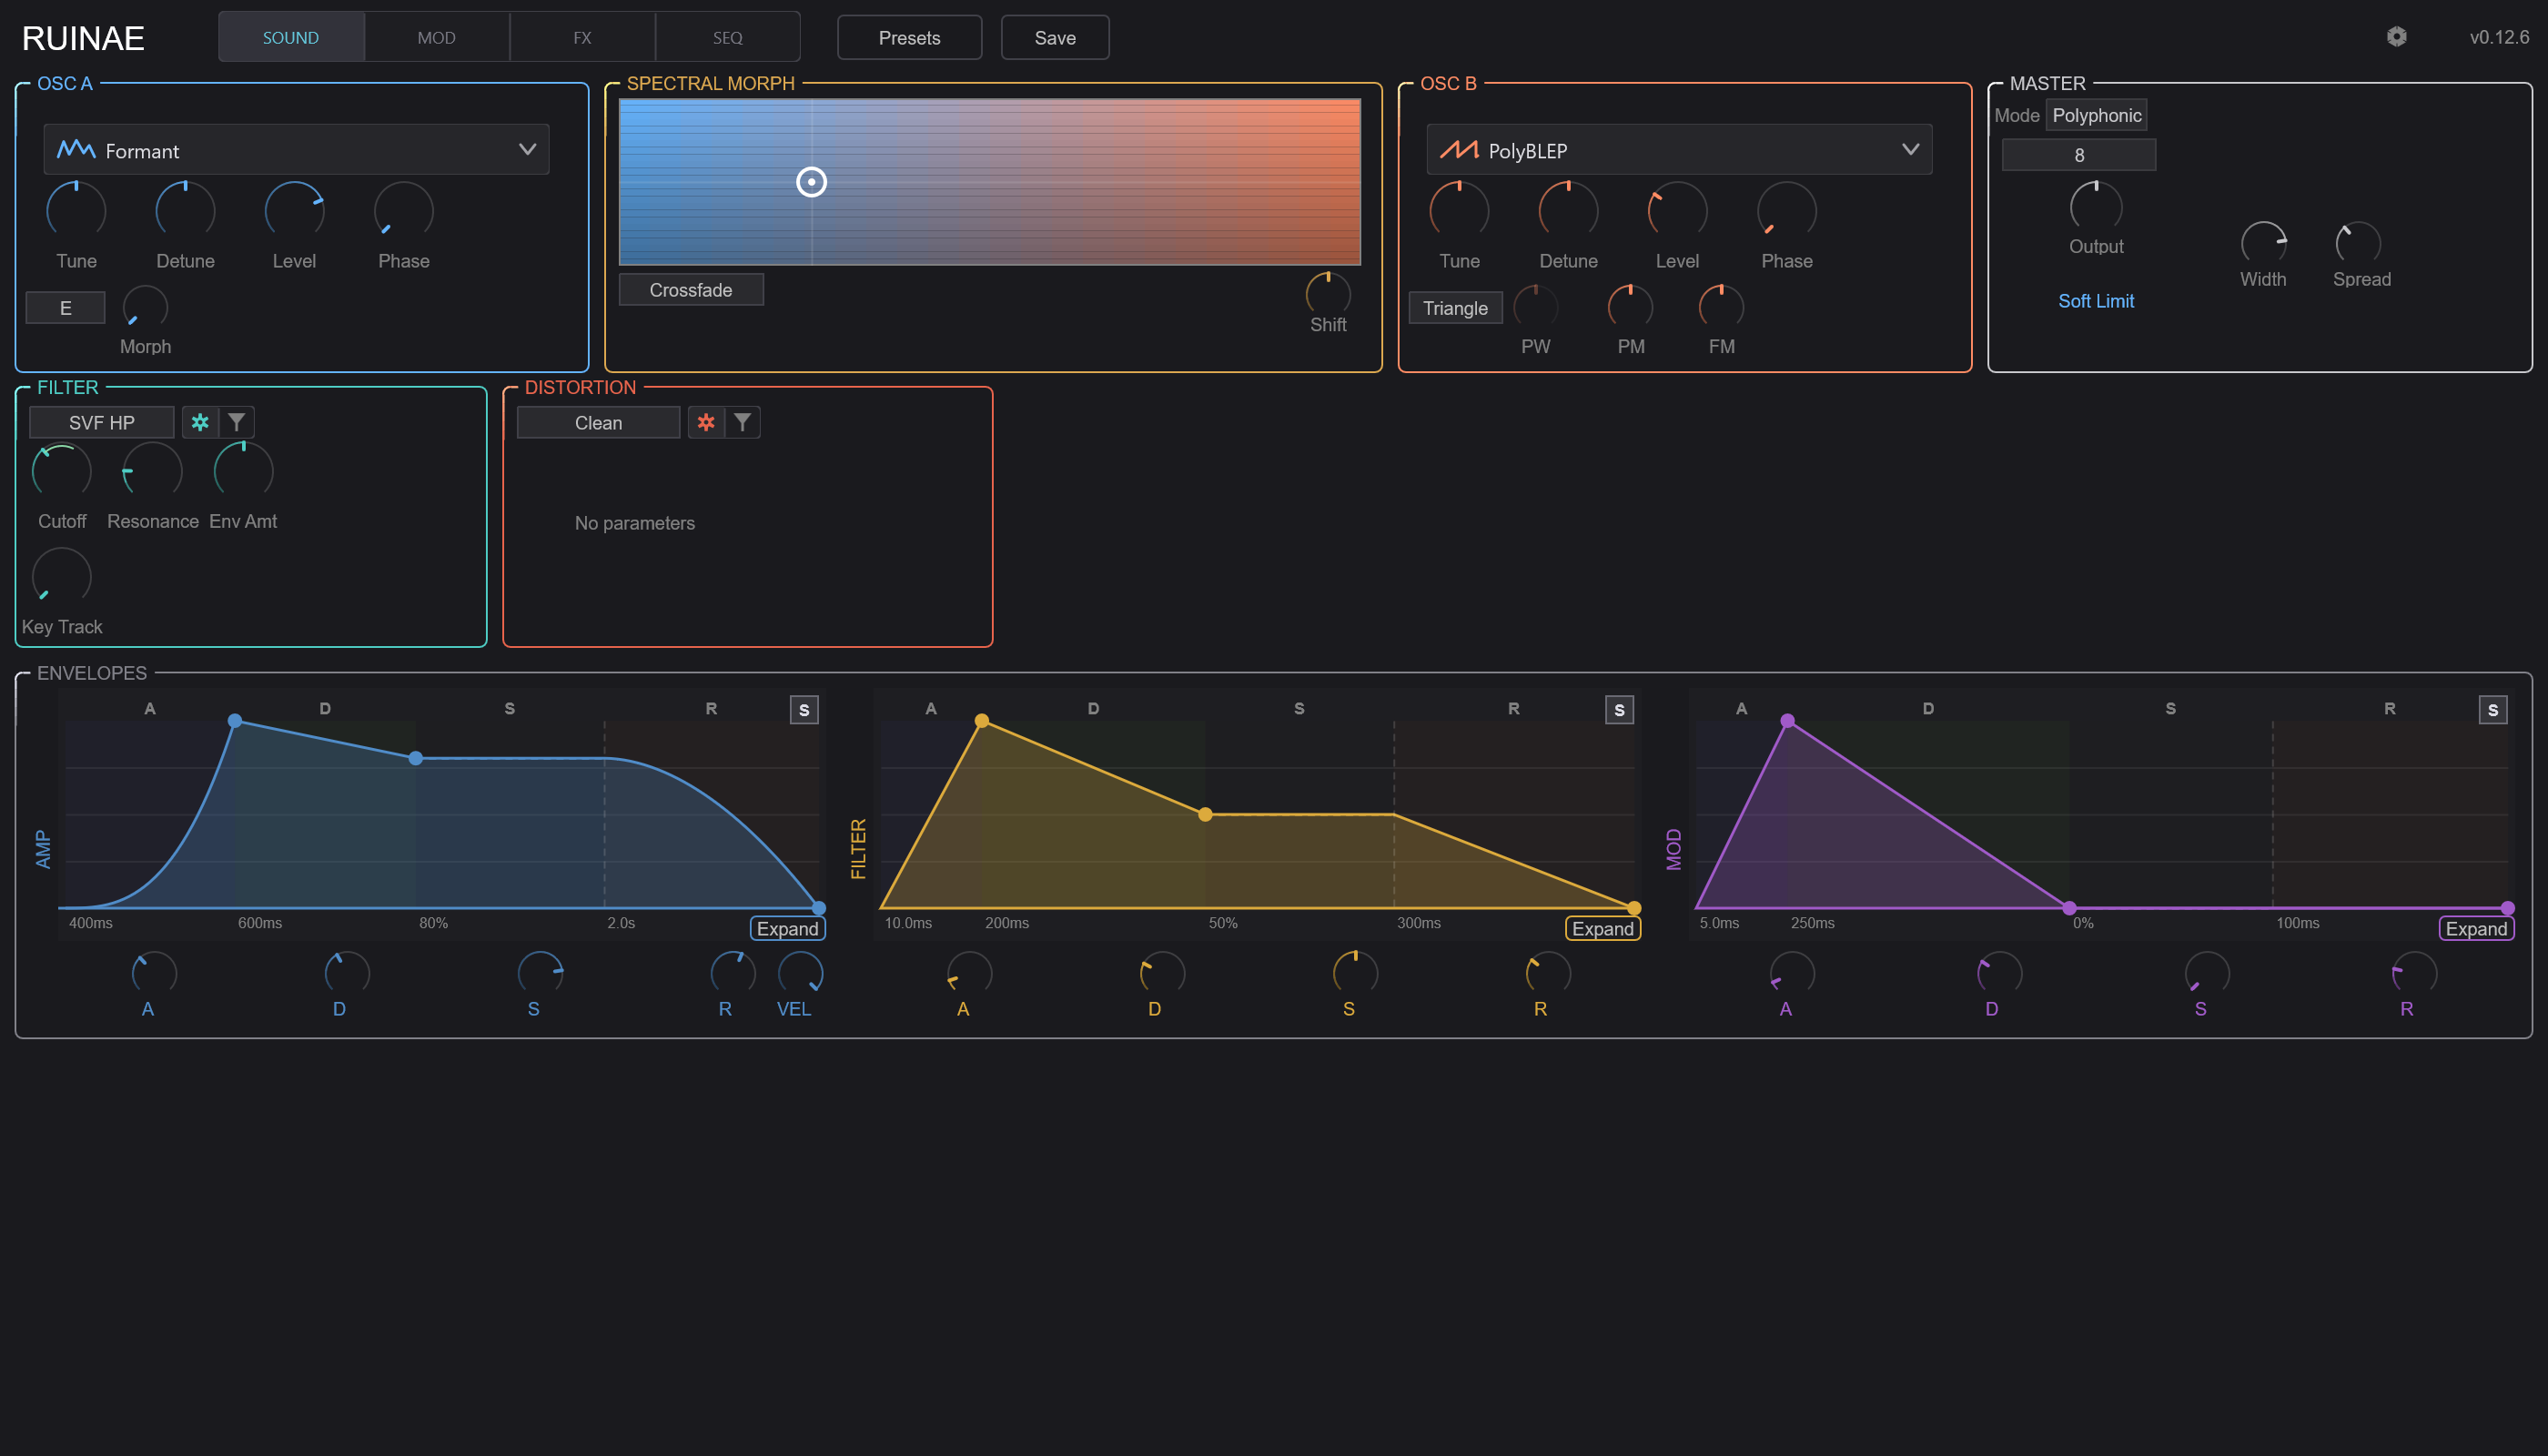 RUINAE
SOUND MOD FX SEQ Presets Save v0.12.6
OSC A
Formant
Tune Detune Level Phase
E
Morph
SPECTRAL MORPH
Crossfade
Shift
OSC B
PolyBLEP
Tune Detune Level Phase
Triangle
PW PM FM
MASTER
Mode Polyphonic
8
Output
Width Spread
Soft Limit
FILTER
SVF HP
Cutoff Resonance Env Amt
Key Track
DISTORTION
Clean
No parameters
ENVELOPES
A D S R S
AMP
400ms 600ms 80% 2.0s
Expand
A D S R VEL
A D S R S
FILTER
10.0ms 200ms 50% 300ms
Expand
A D S R
A D S R S
MOD
5.0ms 250ms 0% 100ms
Expand
A D S R